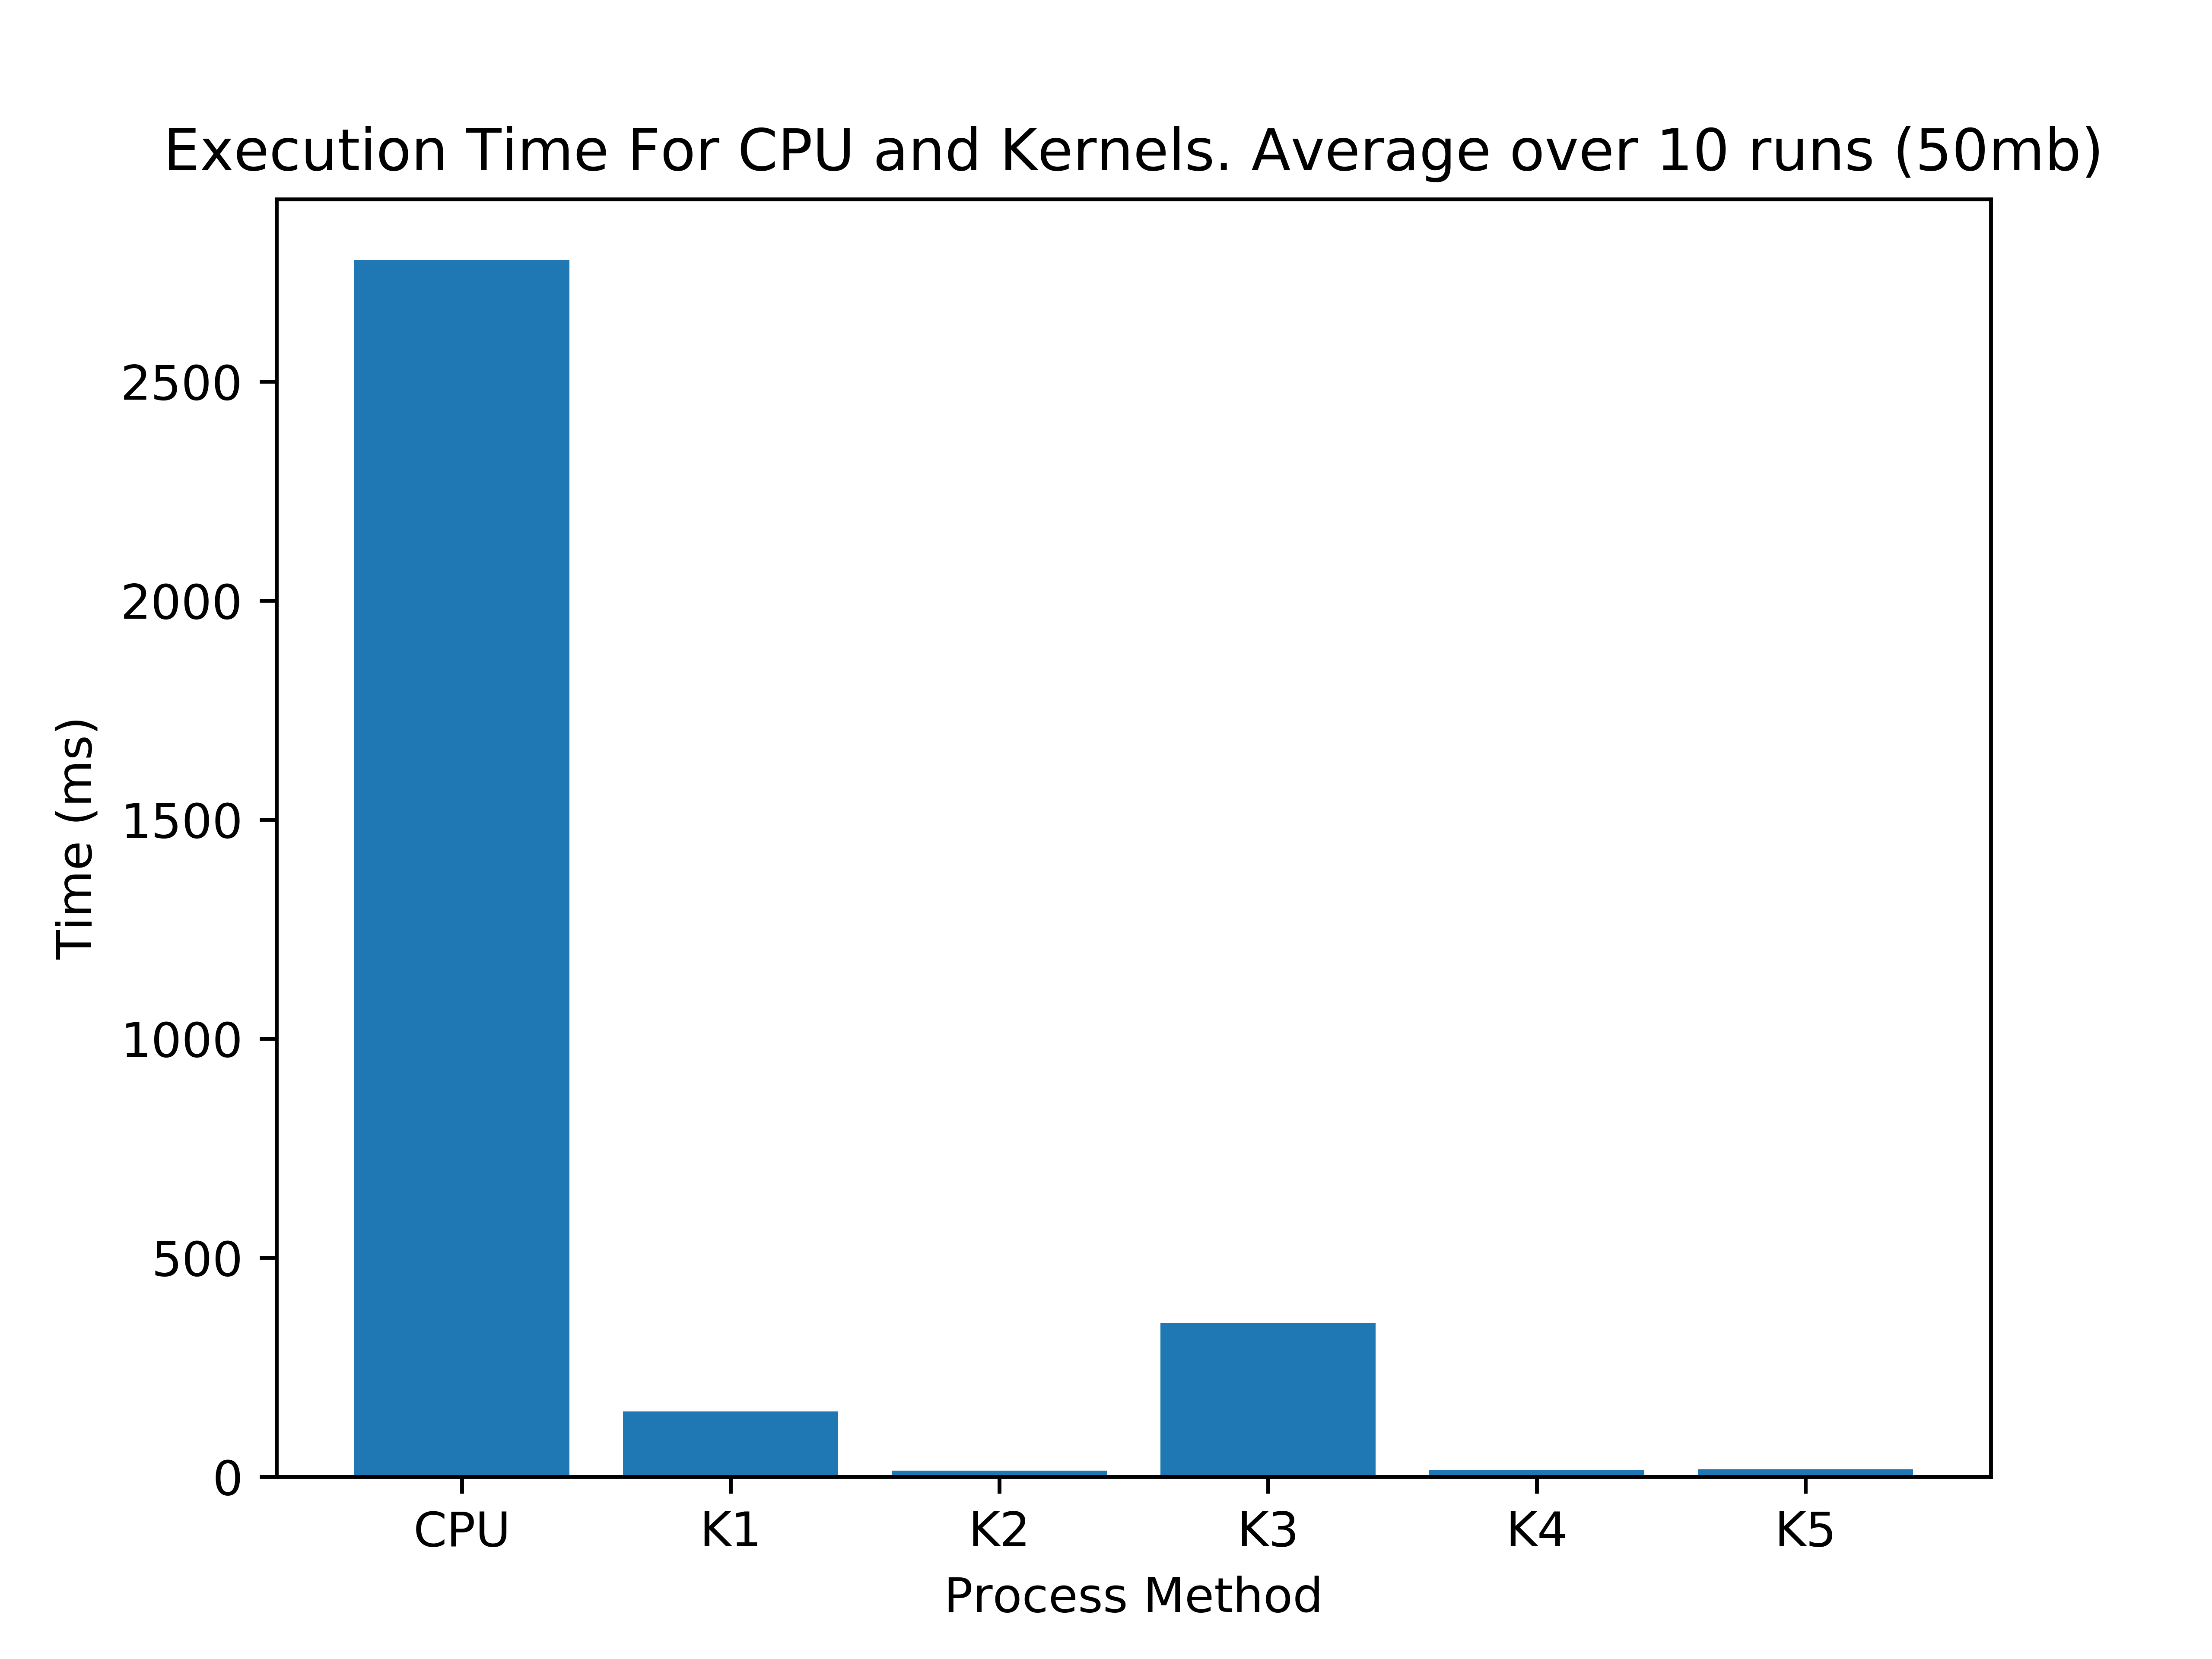 Execution Time For CPU and Kernels. Average over 10 runs (50mb)
2500
2000
1500
1000
500
0
Time (ms)
CPU K1 K2 K3 K4 K5
Process Method